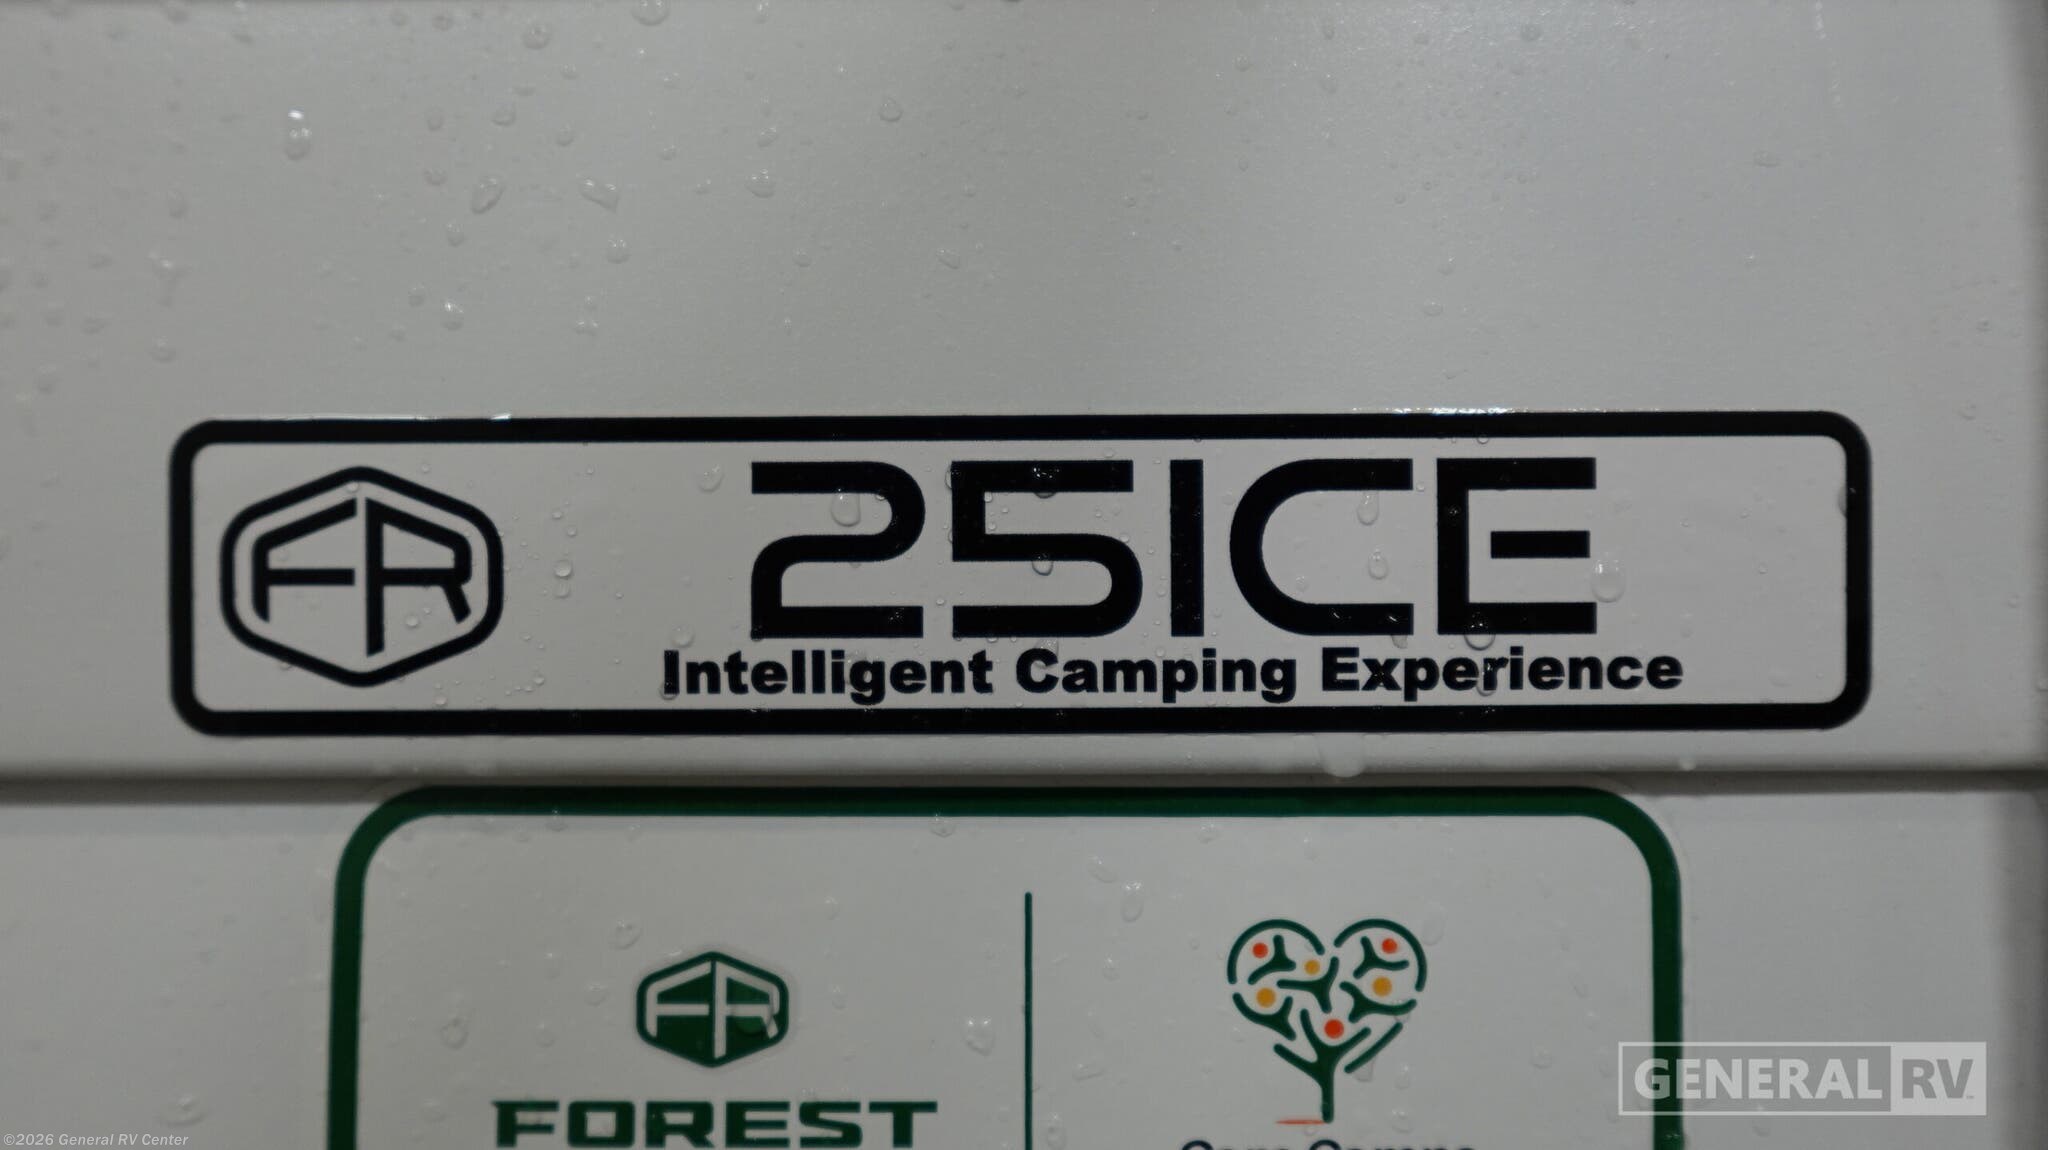 FR
25ICE
Intelligent Camping Experience
FR
FOREST
GENERAL RV
©2026 General RV Center